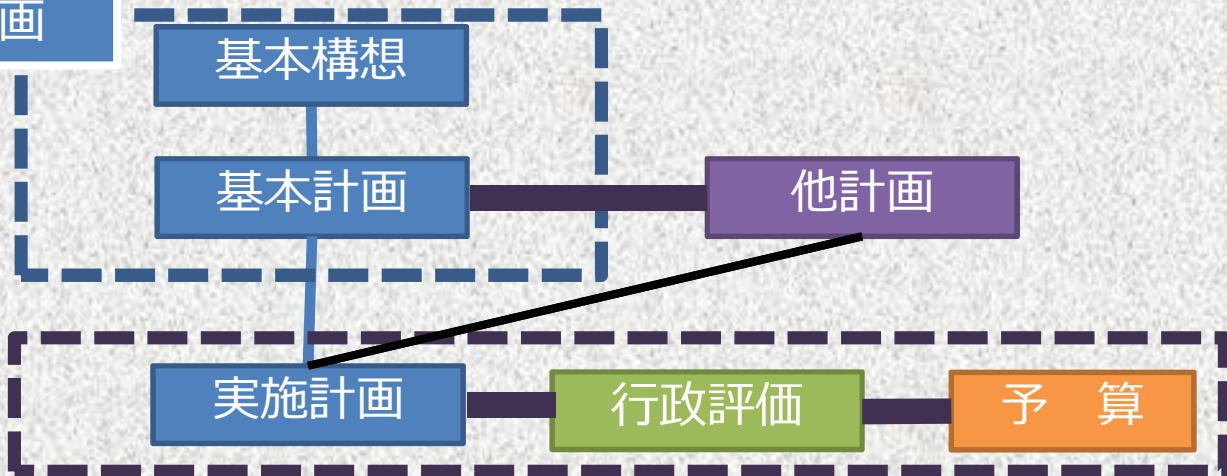 画
基本構想
基本計画
他計画
実施計画
行政評価
予　算